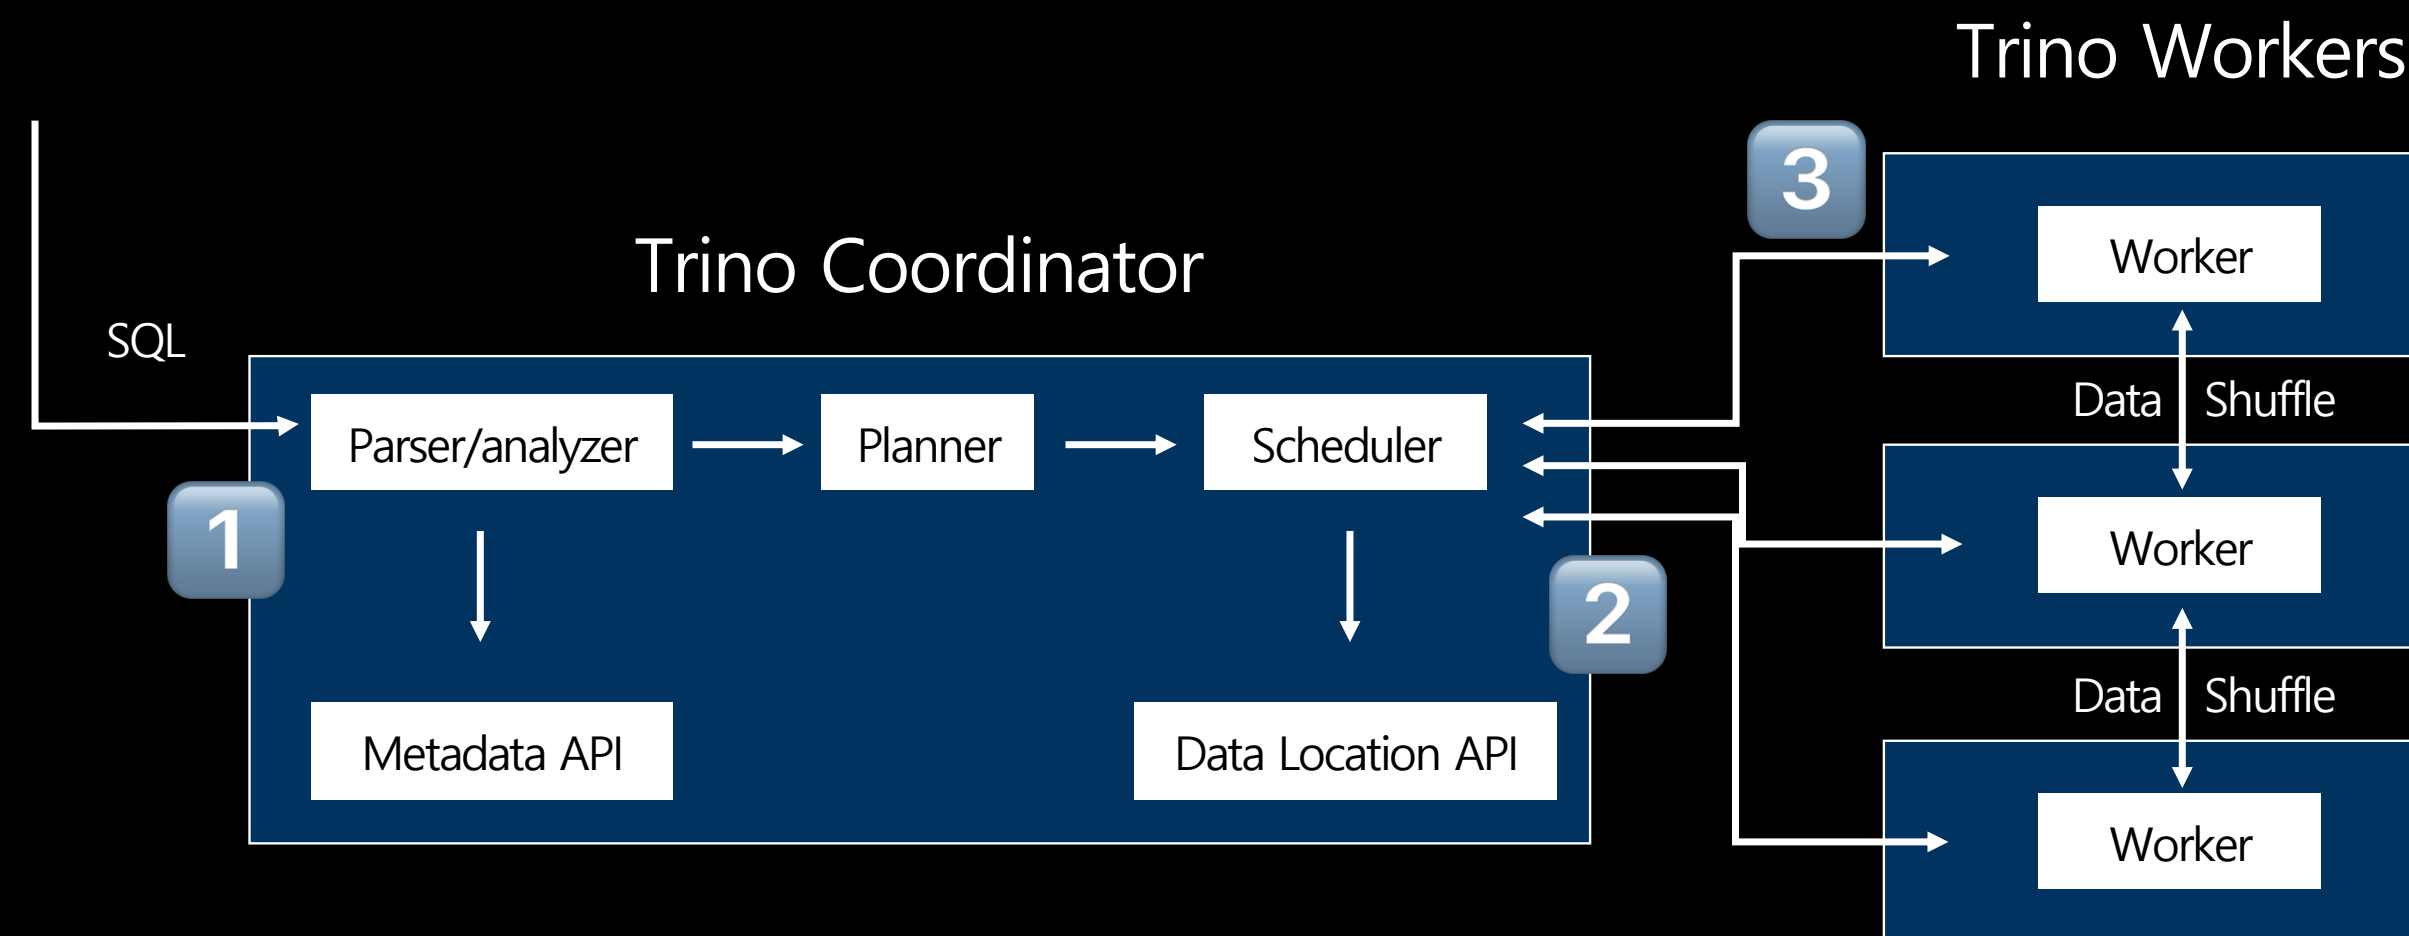 Trino Workers
3
Worker
Trino Coordinator
SQL
Data Shuffle
Parser/analyzer
Planner
Scheduler
1
Worker
2
Data Shuffle
Metadata API
Data Location API
Worker